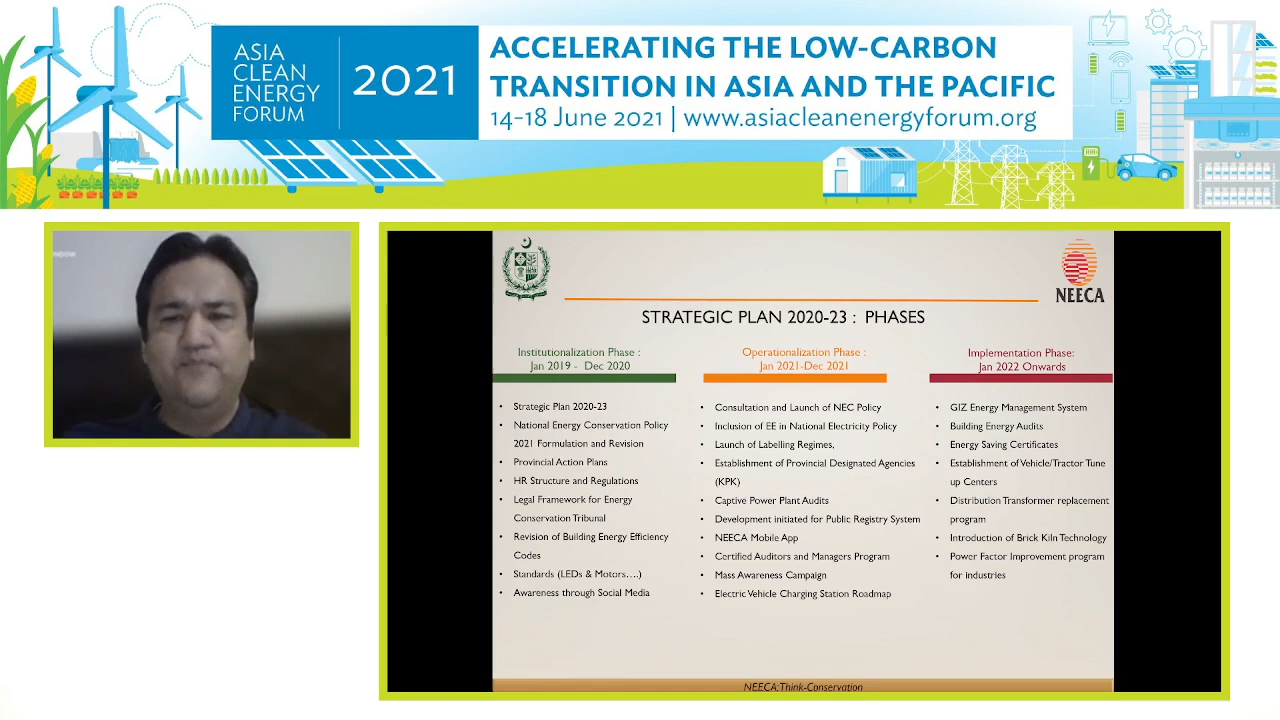 ASIA
CLEAN
ENERGY
FORUM
2021
ACCELERATING THE LOW-CARBON
TRANSITION IN ASIA AND THE PACIFIC
14-18 June 2021 | www.asiacleanenergyforum.org
NEECA
STRATEGIC PLAN 2020-23 : PHASES
Institutionalization Phase :
Jan 2019 - Dec 2020
• Strategic Plan 2020-23
• National Energy Conservation Policy
2021 Formulation and Revision
• Provincial Action Plans
• HR Structure and Regulations
• Legal Framework for Energy
Conservation Tribunal
• Revision of Building Energy Efficiency
Codes
• Standards (LEDs & Motors….)
• Awareness through Social Media
Operationalization Phase :
Jan 2021-Dec 2021
• Consultation and Launch of NEC Policy
• Inclusion of EE in National Electricity Policy
• Launch of Labelling Regimes,
• Establishment of Provincial Designated Agencies
(KPK)
• Captive Power Plant Audits
• Development initiated for Public Registry System
• NEECA Mobile App
• Certified Auditors and Managers Program
• Mass Awareness Campaign
• Electric Vehicle Charging Station Roadmap
Implementation Phase:
Jan 2022 Onwards
• GIZ Energy Management System
• Building Energy Audits
• Energy Saving Certificates
• Establishment of Vehicle/Tractor Tune
up Centers
• Distribution Transformer replacement
program
• Introduction of Brick Kiln Technology
• Power Factor Improvement program
for industries
NEECA:Think-Conservation